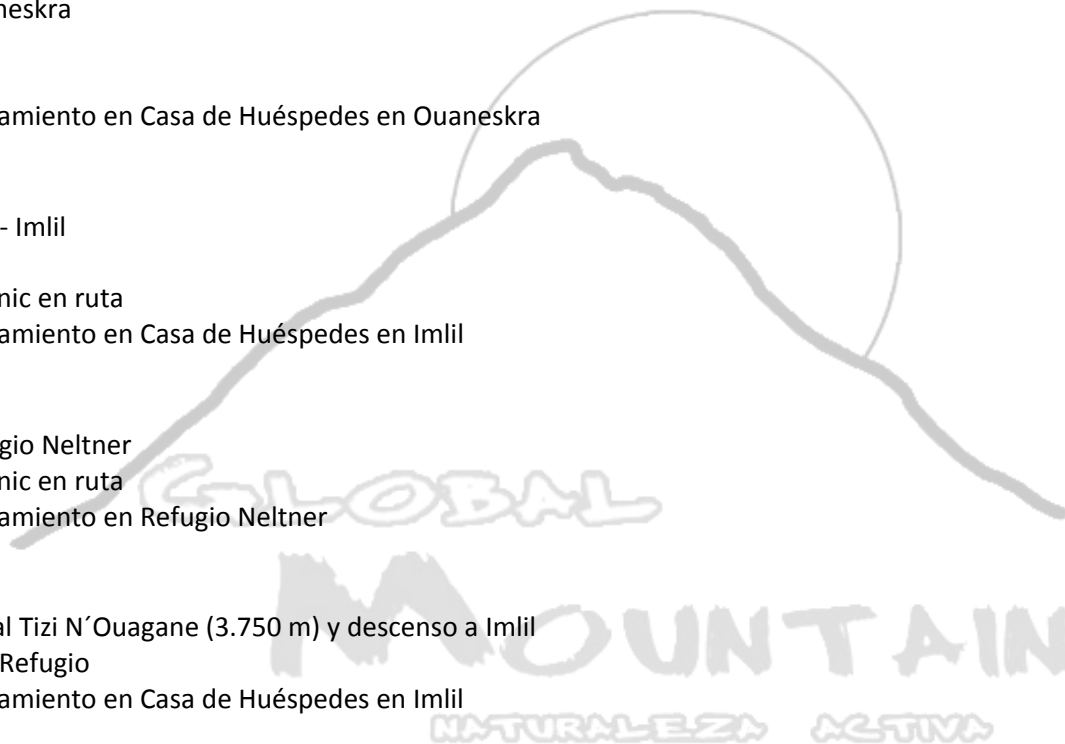 neskra
amiento en Casa de Huéspedes en Ouaneskra
- Imlil
nic en ruta
amiento en Casa de Huéspedes en Imlil
gio Neltner
nic en ruta
amiento en Refugio Neltner
al Tizi N´Ouagane (3.750 m) y descenso a Imlil
Refugio
amiento en Casa de Huéspedes en Imlil
GLOBAL
MOUNTAIN
NATURALEZA ACTIVA